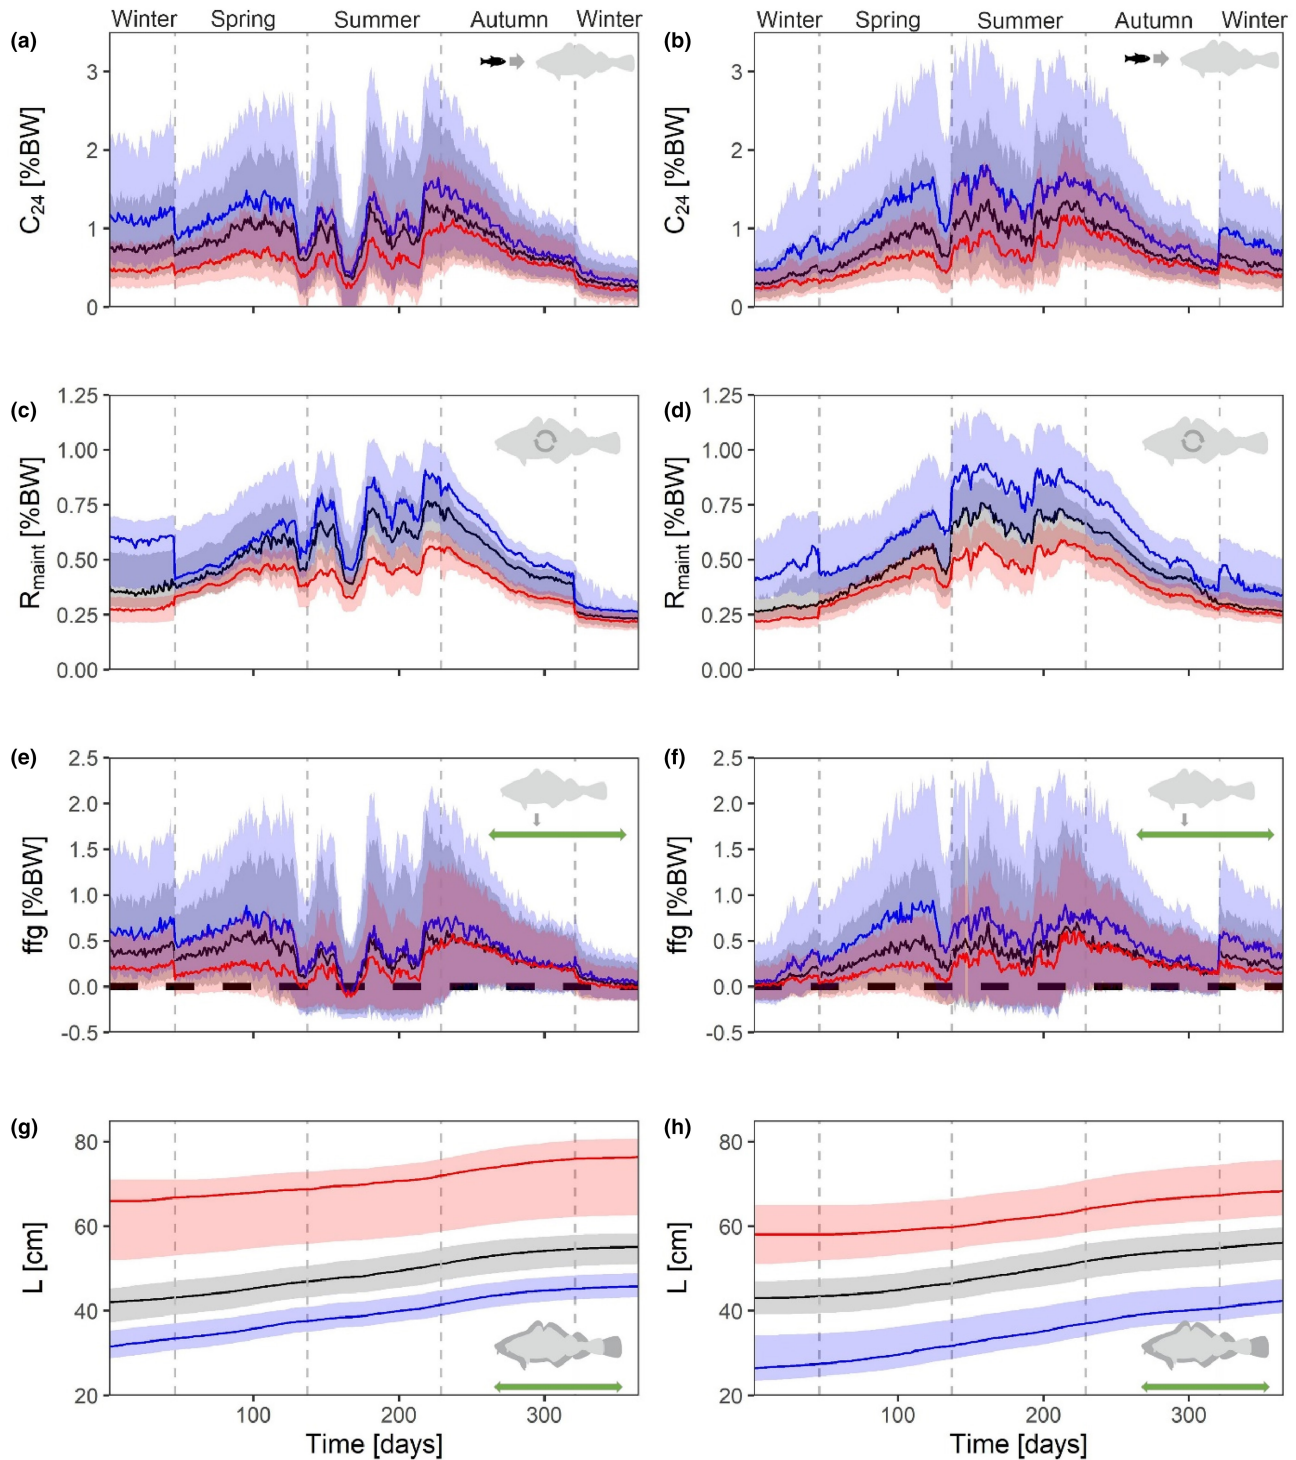 Winter Spring Summer Autumn Winter
Winter Spring Summer Autumn Winter
(a)
C24 [%BW]
3
2
1
0
(b)
C24 [%BW]
3
2
1
0
(c)
Rmaint [%BW]
1.25
1.00
0.75
0.50
0.25
0.00
(d)
Rmaint [%BW]
1.25
1.00
0.75
0.50
0.25
0.00
(e)
ffg [%BW]
2.5
2.0
1.5
1.0
0.5
0.0
-0.5
(f)
ffg [%BW]
2.5
2.0
1.5
1.0
0.5
0.0
-0.5
(g)
L [cm]
80
60
40
20
100 200 300
Time [days]
(h)
L [cm]
80
60
40
20
100 200 300
Time [days]